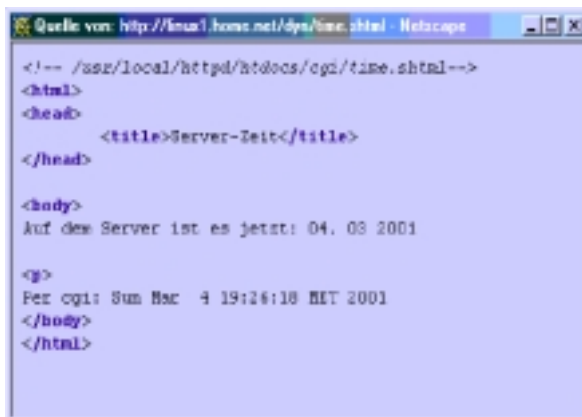 Quelle von: http://linux1.home.net/dyn/time.shtml - Netscape
<!-- /usr/local/httpd/htdocs/cgi/time.shtml-->
<html>
<head>
<title>Server-Zeit</title>
</head>
<body>
Auf dem Server ist es jetzt: 04. 03 2001
<p>
Per cgi: Sun Mar  4 19:26:18 MET 2001
</body>
</html>